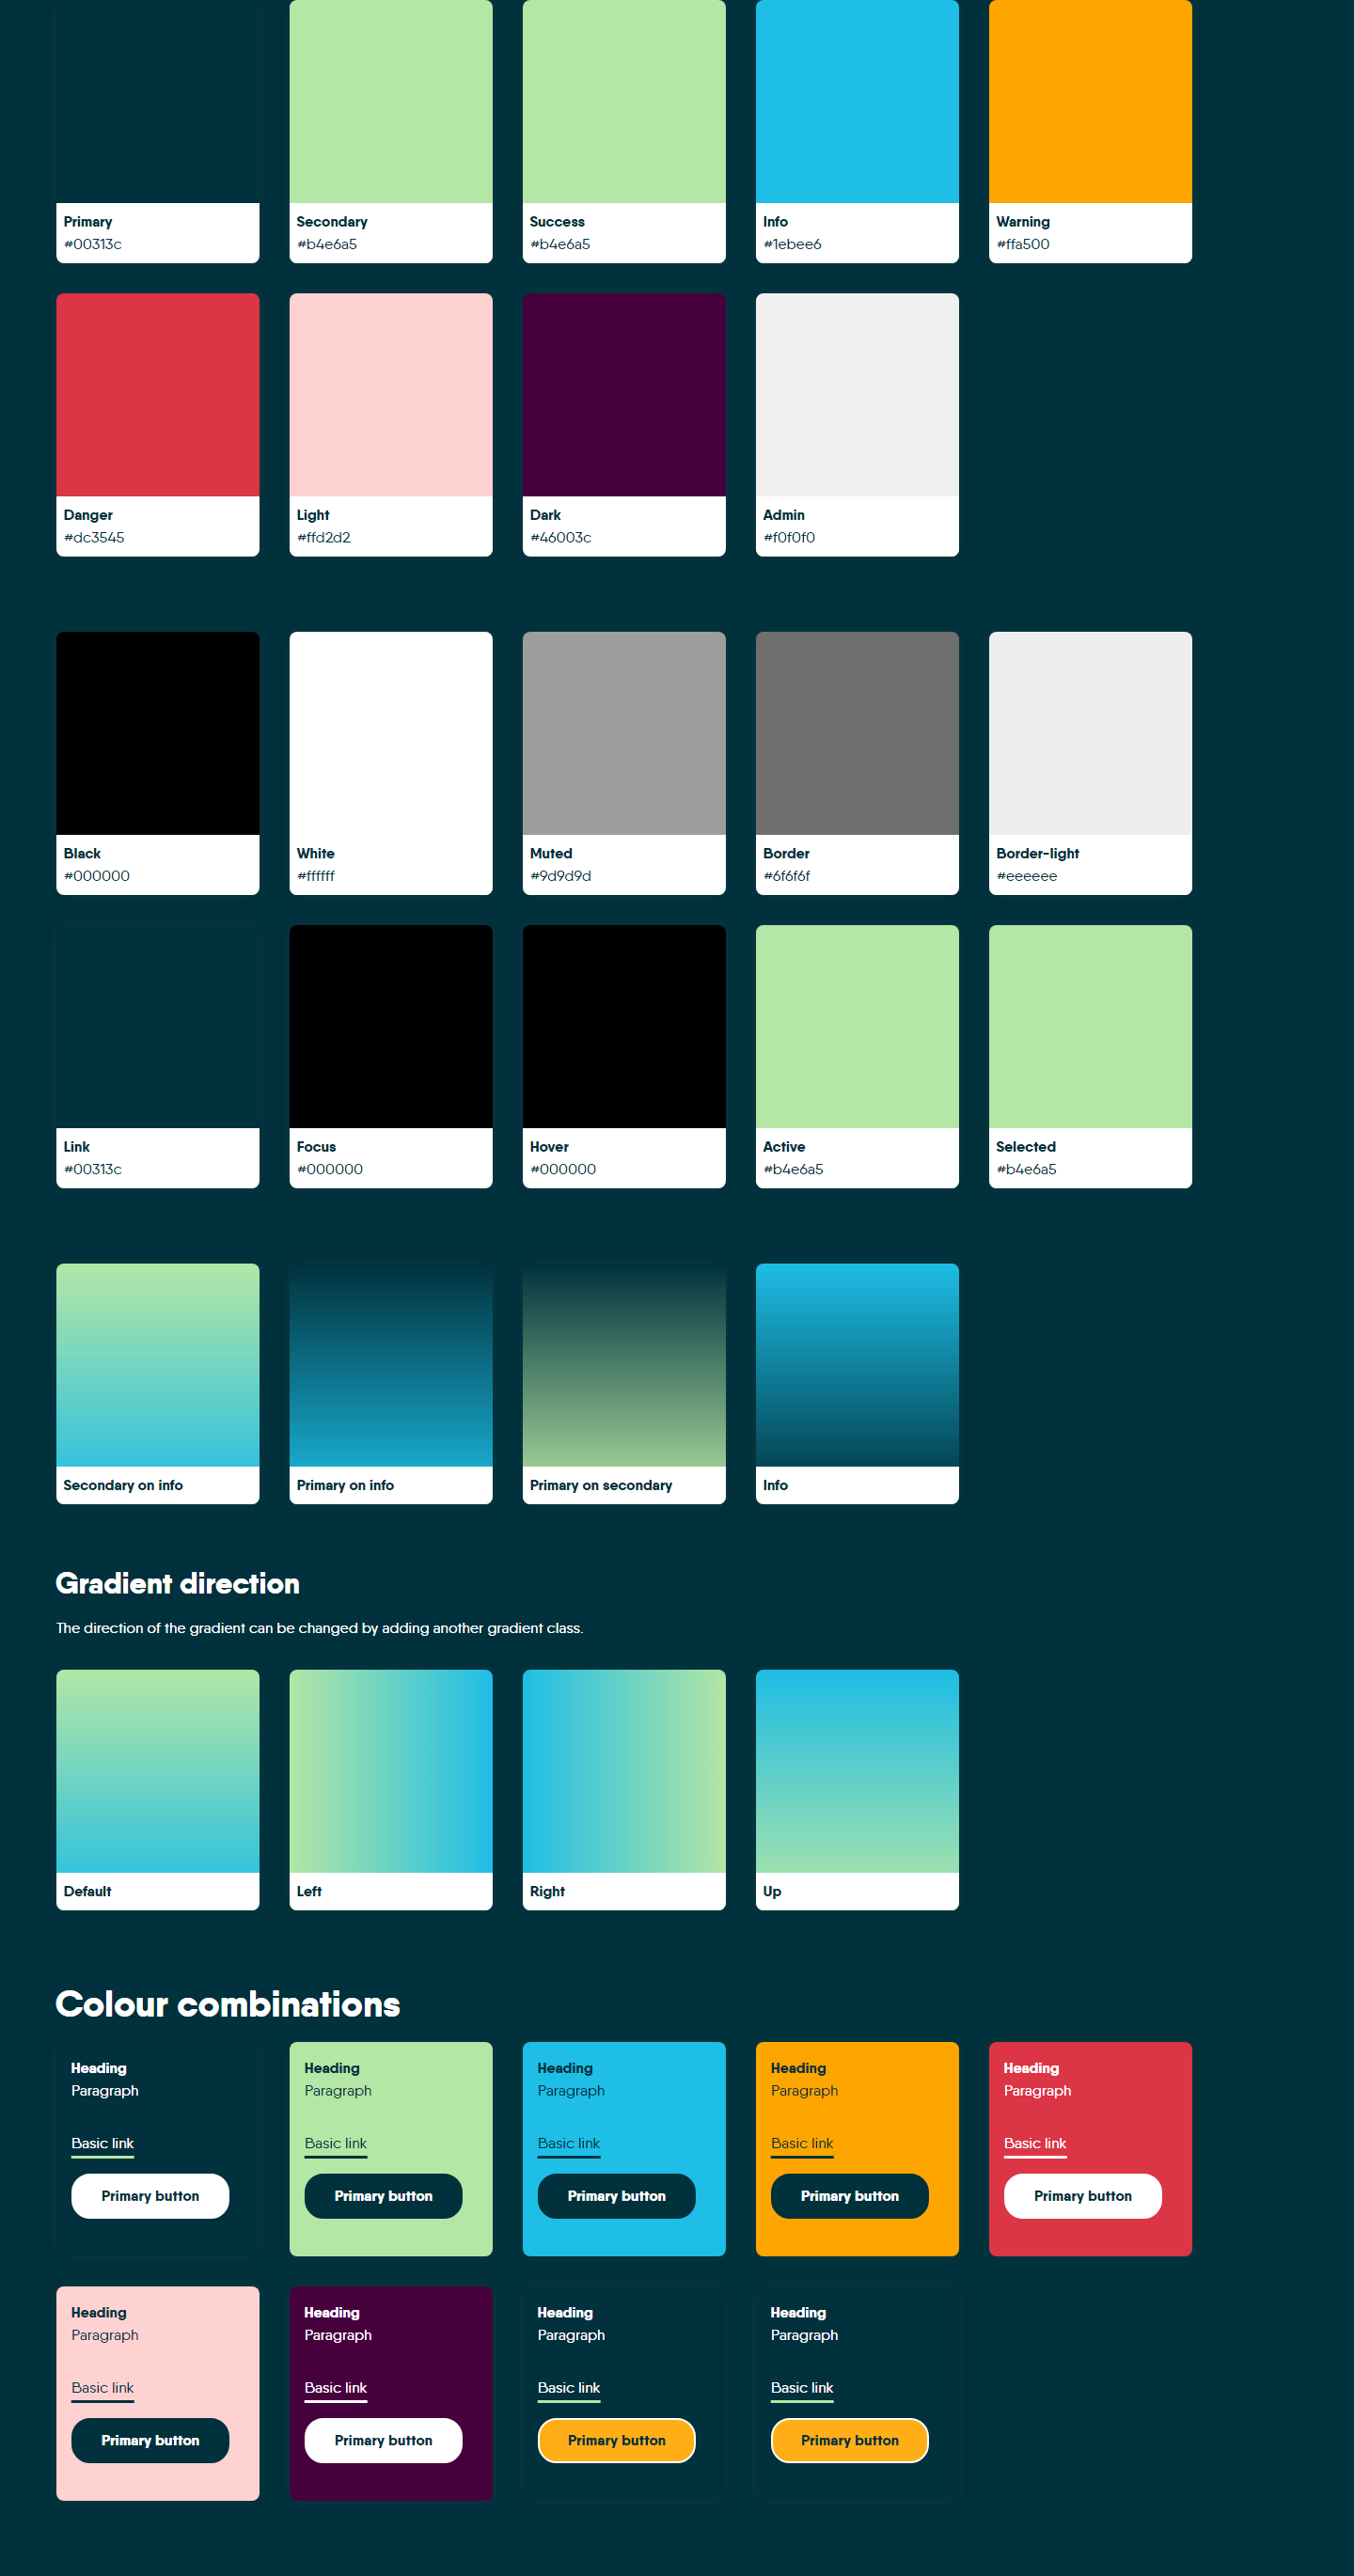 Primary
#00313c
Secondary
#b4e6a5
Success
#b4e6a5
Info
#1ebee6
Warning
#ffa500
Danger
#dc3545
Light
#ffd2d2
Dark
#46003c
Admin
#f0f0f0
Black
#000000
White
#ffffff
Muted
#9d9d9d
Border
#6f6f6f
Border-light
#eeeeee
Link
#00313c
Focus
#000000
Hover
#000000
Active
#b4e6a5
Selected
#b4e6a5
Secondary on info
Primary on info
Primary on secondary
Info
Gradient direction
The direction of the gradient can be changed by adding another gradient class.
Default
Left
Right
Up
Colour combinations
Heading
Paragraph
Basic link
Primary button
Heading
Paragraph
Basic link
Primary button
Heading
Paragraph
Basic link
Primary button
Heading
Paragraph
Basic link
Primary button
Heading
Paragraph
Basic link
Primary button
Heading
Paragraph
Basic link
Primary button
Heading
Paragraph
Basic link
Primary button
Heading
Paragraph
Basic link
Primary button
Heading
Paragraph
Basic link
Primary button